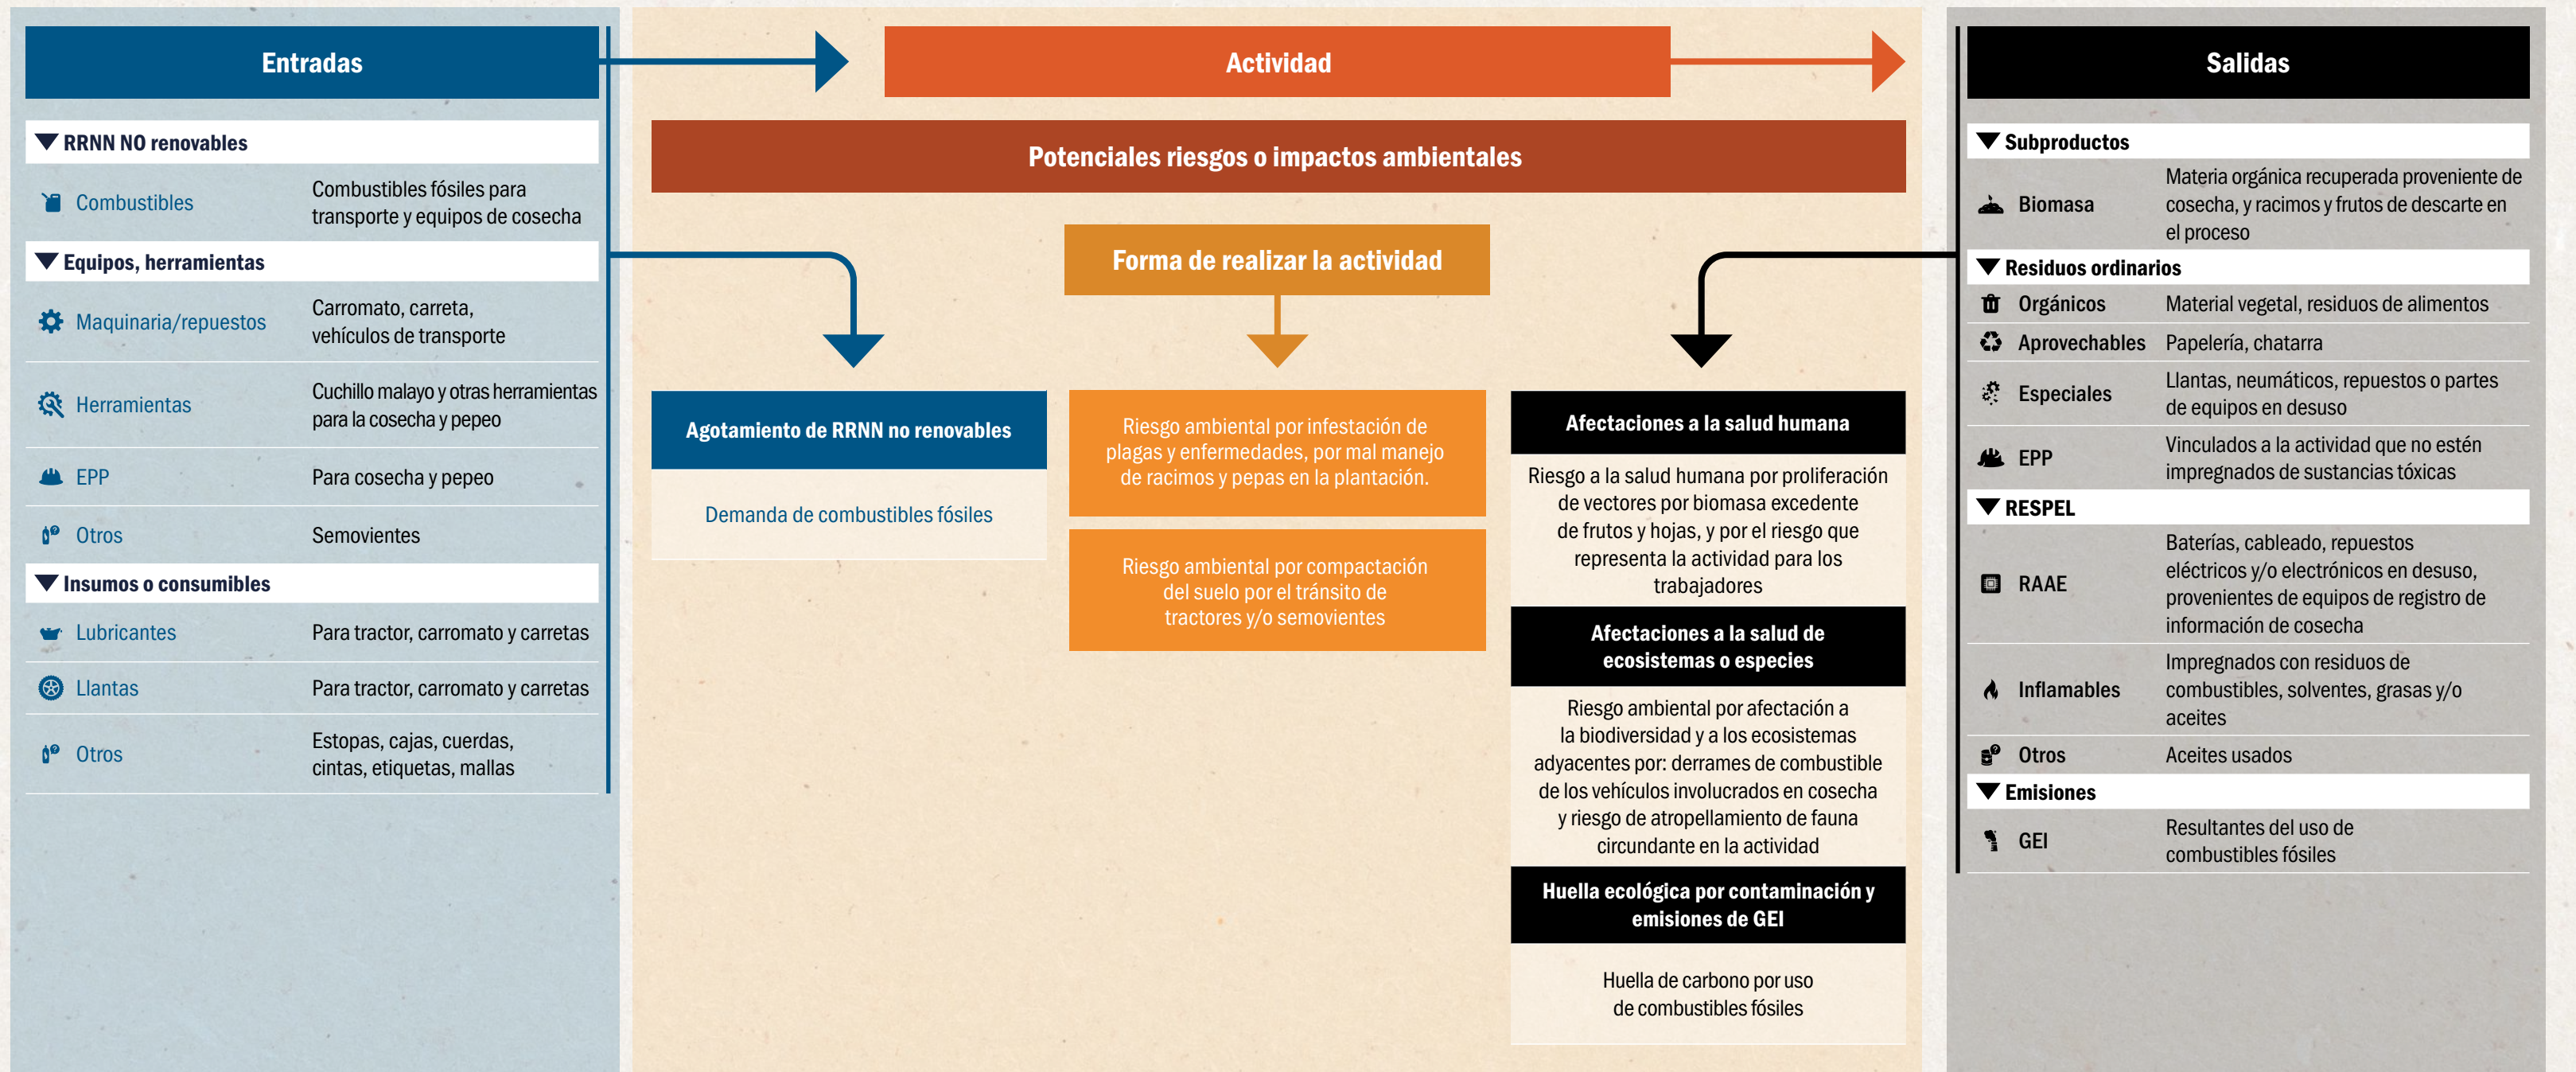 Entradas
RRNN NO renovables
Combustibles
Combustibles fósiles para
transporte y equipos de cosecha
Equipos, herramientas
Maquinaria/repuestos
Carromato, carreta,
vehículos de transporte
Herramientas
Cuchillo malayo y otras herramientas
para la cosecha y pepeo
EPP
Para cosecha y pepeo
Otros
Semovientes
Insumos o consumibles
Lubricantes
Para tractor, carromato y carretas
Llantas
Para tractor, carromato y carretas
Otros
Estopas, cajas, cuerdas,
cintas, etiquetas, mallas
Actividad
Potenciales riesgos o impactos ambientales
Forma de realizar la actividad
Agotamiento de RRNN no renovables
Demanda de combustibles fósiles
Riesgo ambiental por infestación de
plagas y enfermedades, por mal manejo
de racimos y pepas en la plantación.
Riesgo ambiental por compactación
del suelo por el tránsito de
tractores y/o semovientes
Afectaciones a la salud humana
Riesgo a la salud humana por proliferación
de vectores por biomasa excedente
de frutos y hojas, y por el riesgo que
representa la actividad para los
trabajadores
Afectaciones a la salud de
ecosistemas o especies
Riesgo ambiental por afectación a
la biodiversidad y a los ecosistemas
adyacentes por: derrames de combustible
de los vehículos involucrados en cosecha
y riesgo de atropellamiento de fauna
circundante en la actividad
Huella ecológica por contaminación y
emisiones de GEI
Huella de carbono por uso
de combustibles fósiles
Salidas
Subproductos
Biomasa
Materia orgánica recuperada proveniente de
cosecha, y racimos y frutos de descarte en
el proceso
Residuos ordinarios
Orgánicos
Material vegetal, residuos de alimentos
Aprovechables
Papelería, chatarra
Especiales
Llantas, neumáticos, repuestos o partes
de equipos en desuso
EPP
Vinculados a la actividad que no estén
impregnados de sustancias tóxicas
RESPEL
RAAE
Baterías, cableado, repuestos
eléctricos y/o electrónicos en desuso,
provenientes de equipos de registro de
información de cosecha
Inflamables
Impregnados con residuos de
combustibles, solventes, grasas y/o
aceites
Otros
Aceites usados
Emisiones
GEI
Resultantes del uso de
combustibles fósiles